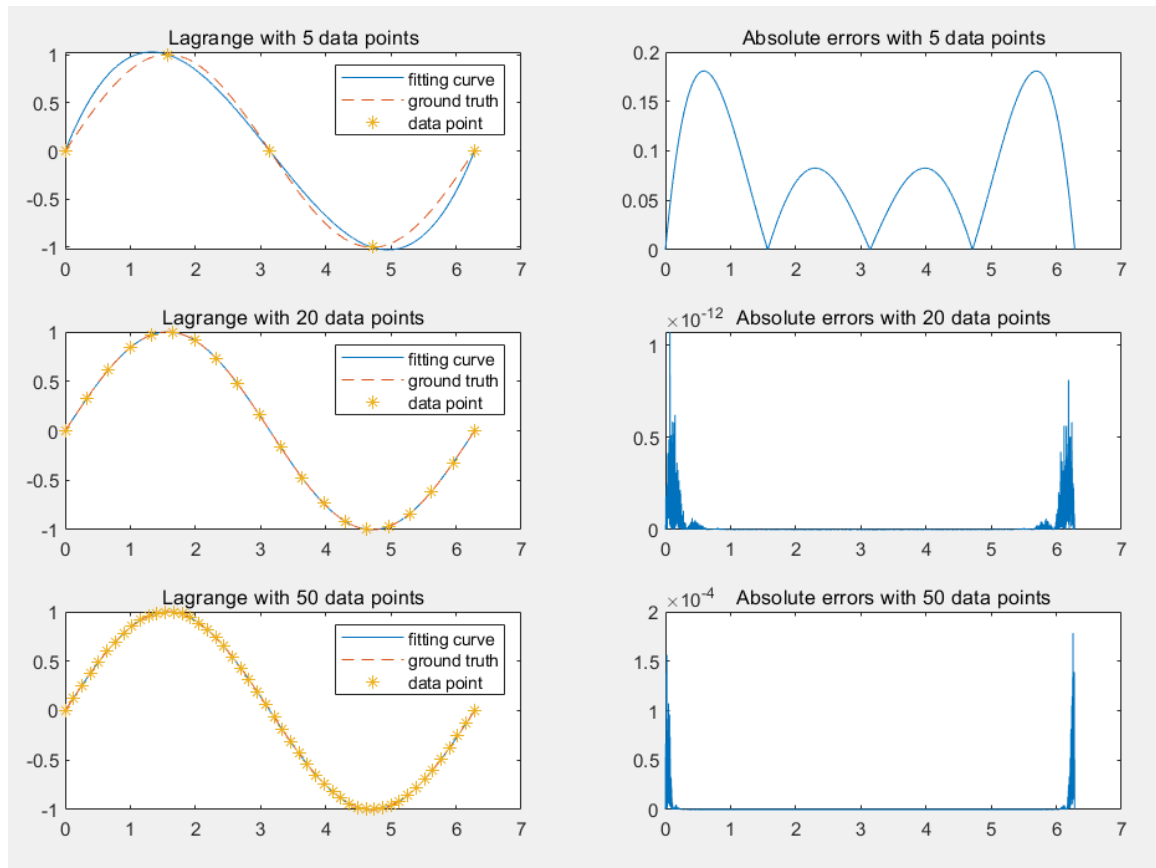 Lagrange with 5 data points
1
0.5
0
-0.5
-1
0 1 2 3 4 5 6 7
fitting curve
ground truth
data point
Absolute errors with 5 data points
0.2
0.15
0.1
0.05
0
0 1 2 3 4 5 6 7
Lagrange with 20 data points
1
0.5
0
-0.5
-1
0 1 2 3 4 5 6 7
fitting curve
ground truth
data point
Absolute errors with 20 data points
×10^-12
1
0.5
0
0 1 2 3 4 5 6 7
Lagrange with 50 data points
1
0.5
0
-0.5
-1
0 1 2 3 4 5 6 7
fitting curve
ground truth
data point
Absolute errors with 50 data points
×10^-4
2
1.5
1
0.5
0
0 1 2 3 4 5 6 7